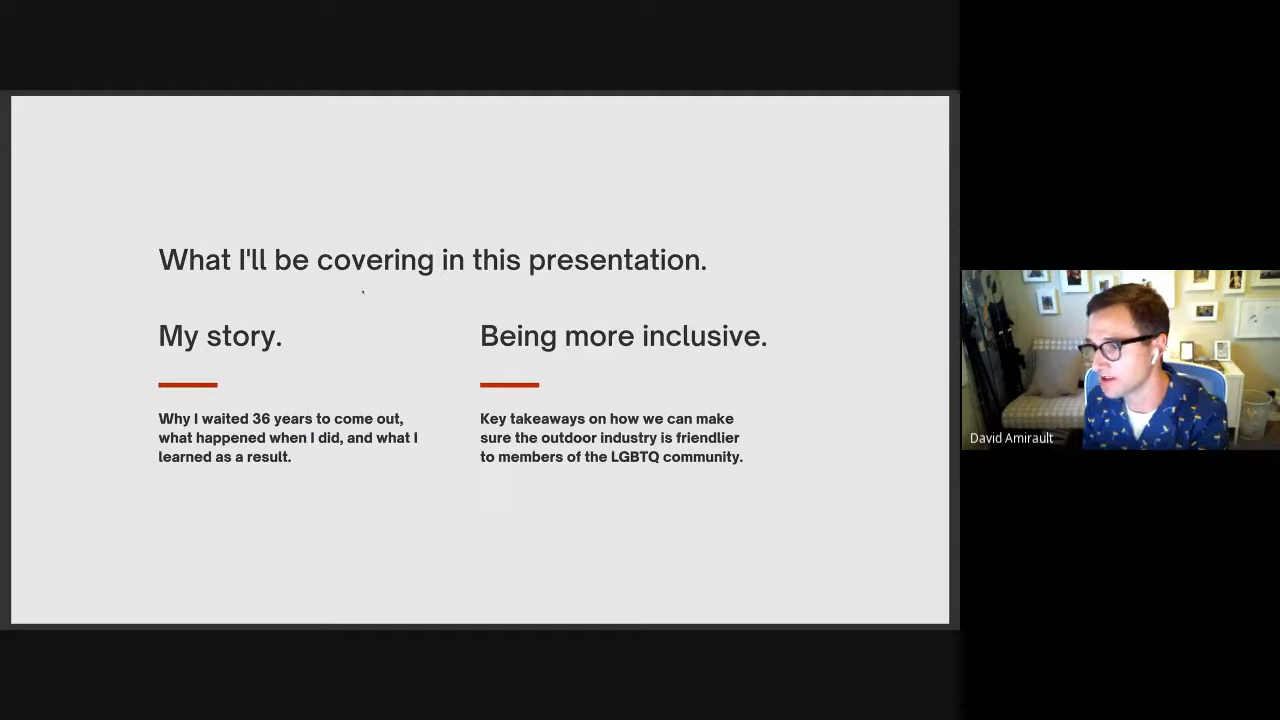 What I'll be covering in this presentation.
My story.
Why I waited 36 years to come out,
what happened when I did, and what I
learned as a result.
Being more inclusive.
Key takeaways on how we can make
sure the outdoor industry is friendlier
to members of the LGBTQ community.
David Amirault